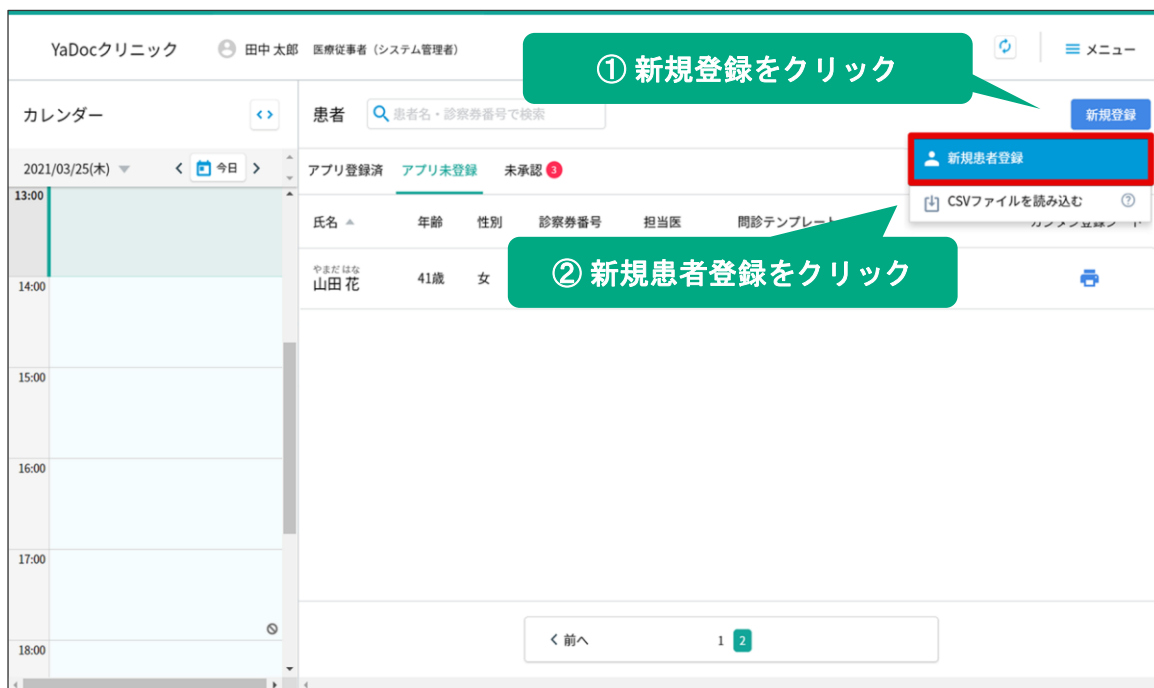 YaDocクリニック
田中 太郎
医療従事者（システム管理者）
メニュー
① 新規登録をクリック
カレンダー
患者
患者名・診察券番号で検索
新規登録
新規患者登録
CSVファイルを読み込む
2021/03/25(木)
今日
アプリ登録済
アプリ未登録
未承認
3
氏名
年齢
性別
診察券番号
担当医
問診テンプレート
② 新規患者登録をクリック
やまだ はな
山田 花
41歳
女
13:00
14:00
15:00
16:00
17:00
18:00
前へ
1
2